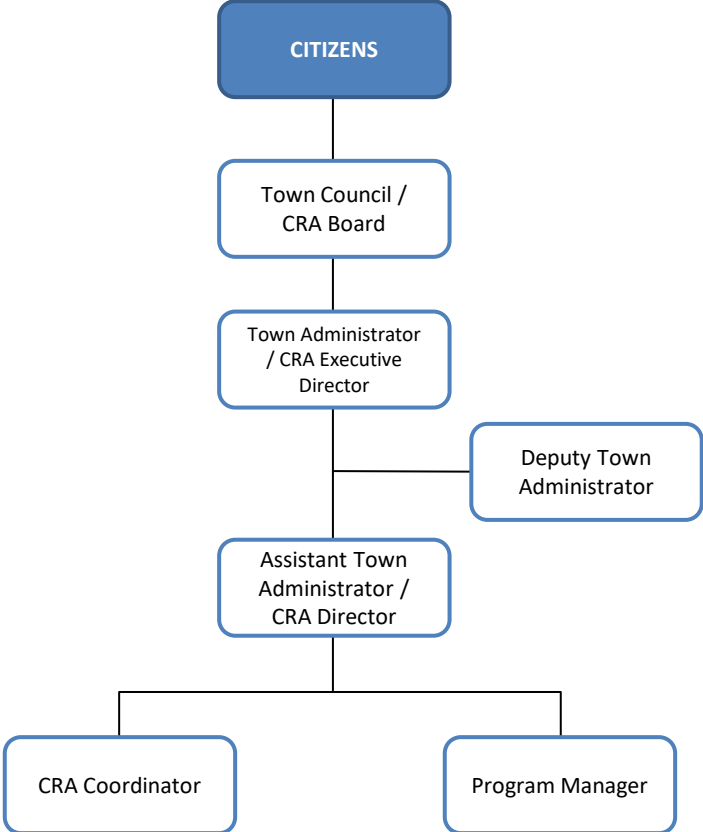 CITIZENS
Town Council /
CRA Board
Town Administrator
/ CRA Executive
Director
Deputy Town
Administrator
Assistant Town
Administrator /
CRA Director
CRA Coordinator
Program Manager